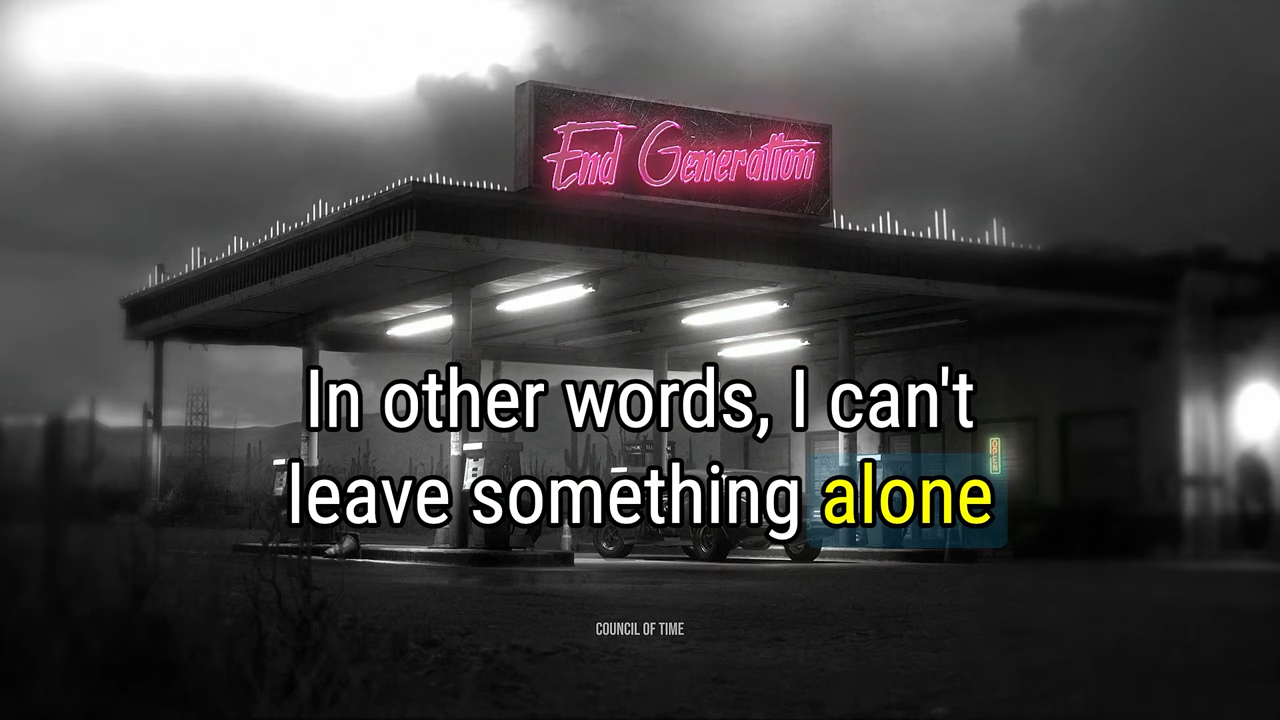 End Generation
In other words, I can't
leave something alone
OPEN
COUNCIL OF TIME